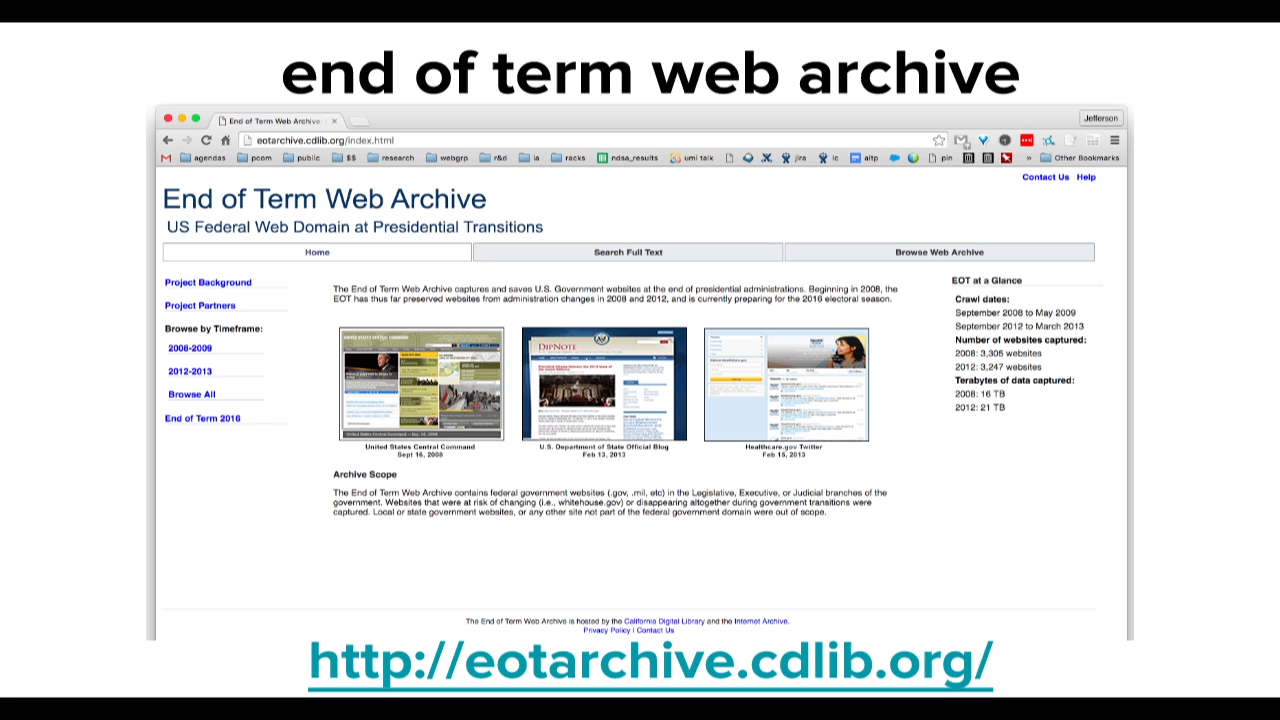 end of term web archive
End of Term Web Archive
Jefferson
eotarchive.cdlib.org/index.html
agendas pcom public $$ research webgrp r&d ia racks ndsa_results umi talk jira ic aitp pin » Other Bookmarks
Contact Us Help
End of Term Web Archive
US Federal Web Domain at Presidential Transitions
Home Search Full Text Browse Web Archive
Project Background
Project Partners
Browse by Timeframe:
2008-2009
2012-2013
Browse All
End of Term 2016
The End of Term Web Archive captures and saves U.S. Government websites at the end of presidential administrations. Beginning in 2008, the
EOT has thus far preserved websites from administration changes in 2008 and 2012, and is currently preparing for the 2016 electoral season.
DIPNOTE
United States Central Command
Sept 16, 2008
U.S. Department of State Official Blog
Feb 13, 2013
Healthcare.gov Twitter
Feb 15, 2013
Archive Scope
The End of Term Web Archive contains federal government websites (.gov, .mil, etc) in the Legislative, Executive, or Judicial branches of the
government. Websites that were at risk of changing (i.e., whitehouse.gov) or disappearing altogether during government transitions were
captured. Local or state government websites, or any other site not part of the federal government domain were out of scope.
EOT at a Glance
Crawl dates:
September 2008 to May 2009
September 2012 to March 2013
Number of websites captured:
2008: 3,305 websites
2012: 3,247 websites
Terabytes of data captured:
2008: 16 TB
2012: 21 TB
The End of Term Web Archive is hosted by the California Digital Library and the Internet Archive.
Privacy Policy | Contact Us
http://eotarchive.cdlib.org/